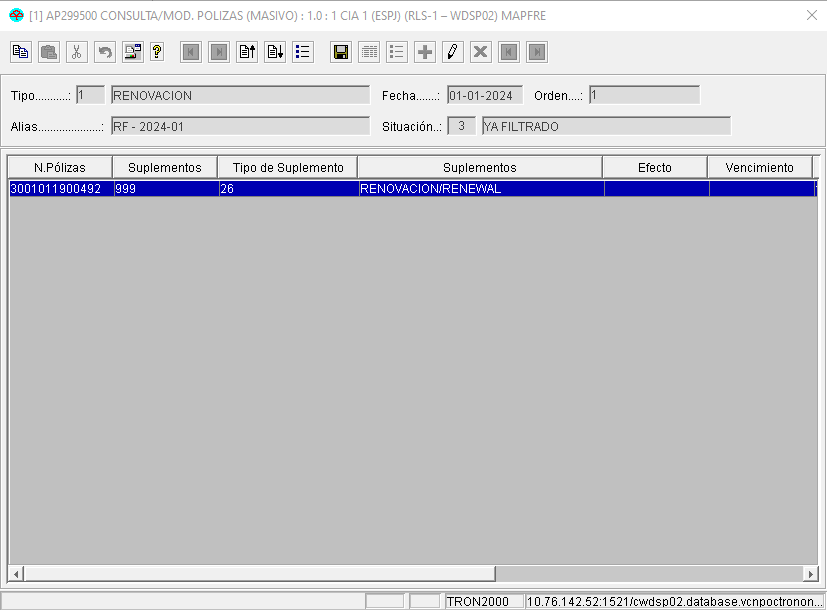 [1] AP299500 CONSULTA/MOD. POLIZAS (MASIVO) : 1.0 : 1 CIA 1 (ESPJ) (RLS-1 – WDSP02) MAPFRE
Tipo..........: 1 RENOVACION Fecha......: 01-01-2024 Orden....: 1
Alias....................: RF - 2024-01 Situación..: 3 YA FILTRADO
N.Pólizas Suplementos Tipo de Suplemento Suplementos Efecto Vencimiento
3001011900492 999 26 RENOVACION/RENEWAL
TRON2000 10.76.142.52:1521/cwdsp02.database.vcnpoctronon...